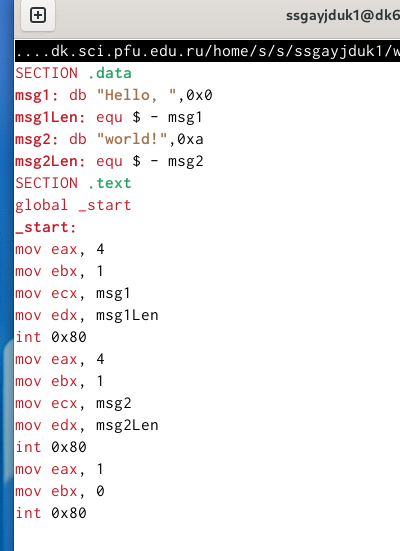 ssgayjduk1@dk6
....dk.sci.pfu.edu.ru/home/s/s/ssgayjduk1/w
SECTION .data
msg1: db "Hello, ",0x0
msg1Len: equ $ - msg1
msg2: db "world!",0xa
msg2Len: equ $ - msg2
SECTION .text
global _start
_start:
mov eax, 4
mov ebx, 1
mov ecx, msg1
mov edx, msg1Len
int 0x80
mov eax, 4
mov ebx, 1
mov ecx, msg2
mov edx, msg2Len
int 0x80
mov eax, 1
mov ebx, 0
int 0x80